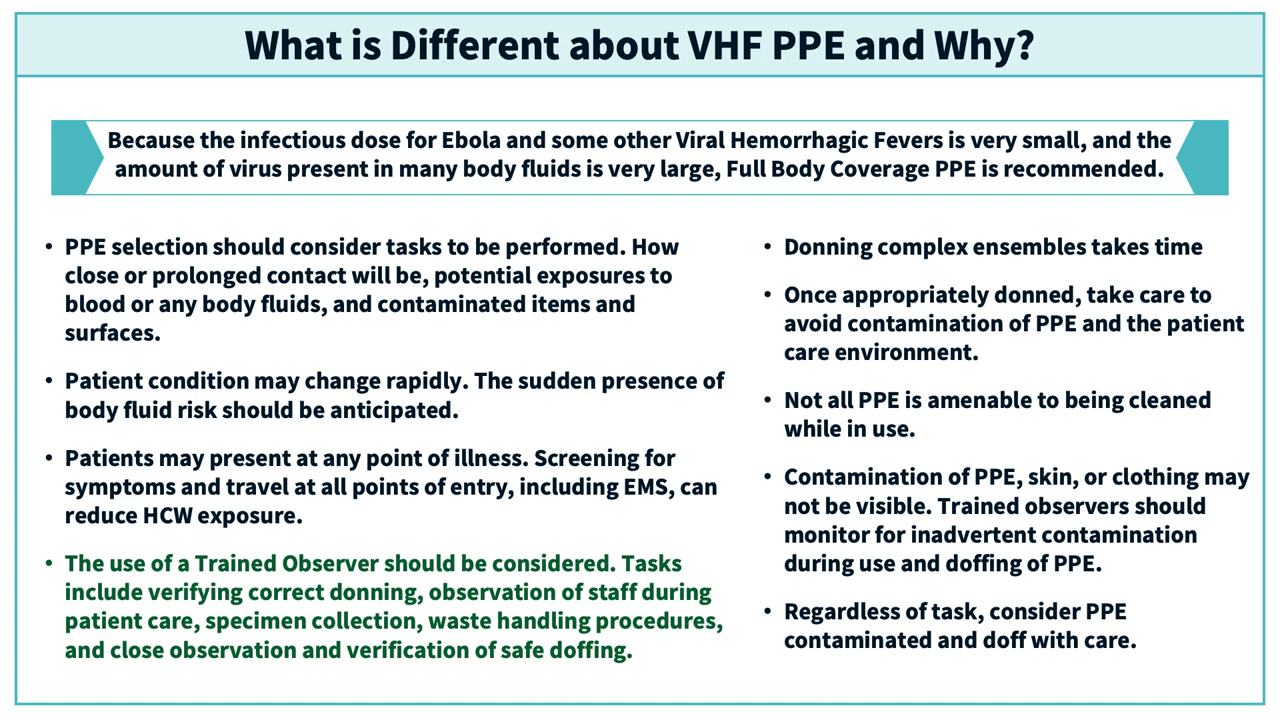 What is Different about VHF PPE and Why?
Because the infectious dose for Ebola and some other Viral Hemorrhagic Fevers is very small, and the
amount of virus present in many body fluids is very large, Full Body Coverage PPE is recommended.
• PPE selection should consider tasks to be performed. How
close or prolonged contact will be, potential exposures to
blood or any body fluids, and contaminated items and
surfaces.
• Patient condition may change rapidly. The sudden presence of
body fluid risk should be anticipated.
• Patients may present at any point of illness. Screening for
symptoms and travel at all points of entry, including EMS, can
reduce HCW exposure.
• The use of a Trained Observer should be considered. Tasks
include verifying correct donning, observation of staff during
patient care, specimen collection, waste handling procedures,
and close observation and verification of safe doffing.
• Donning complex ensembles takes time
• Once appropriately donned, take care to
avoid contamination of PPE and the patient
care environment.
• Not all PPE is amenable to being cleaned
while in use.
• Contamination of PPE, skin, or clothing may
not be visible. Trained observers should
monitor for inadvertent contamination
during use and doffing of PPE.
• Regardless of task, consider PPE
contaminated and doff with care.